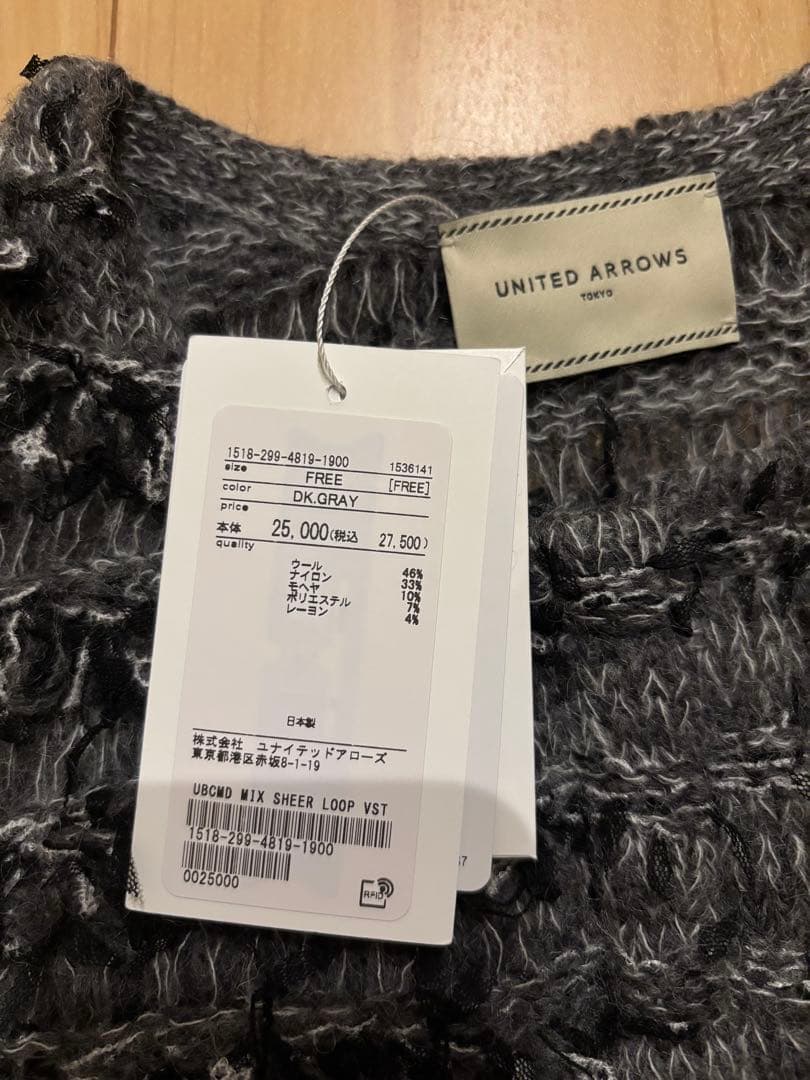 UNITED ARROWS
TOKYO
1518-299-4819-1900 1536141
size FREE [FREE]
color DK.GRAY
price
本体 25,000(税込 27,500)
quality
ウール 46%
ナイロン 33%
モヘヤ 10%
ポリエステル 7%
レーヨン 4%
日本製
株式会社 ユナイテッドアローズ
東京都港区赤坂8-1-19
UBCMD MIX SHEER LOOP VST
1518-299-4819-1900
0025000
RFID